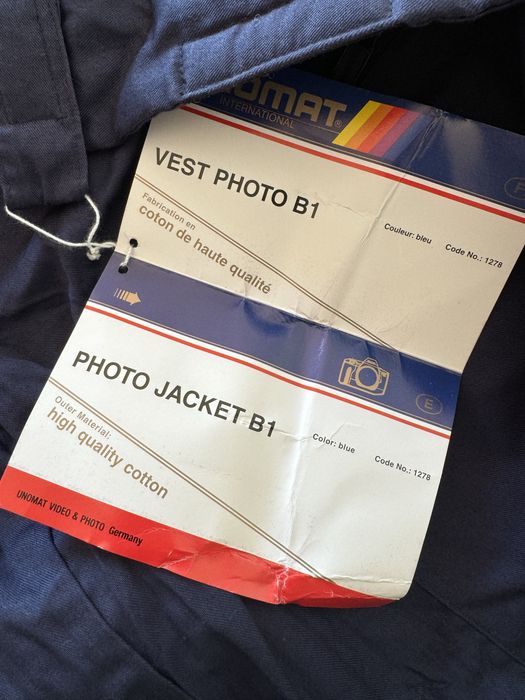 NOMAT®
INTERNATIONAL
F
VEST PHOTO B1
Couleur: bleu Code No.: 1278
Fabrication en
coton de haute qualité
E
PHOTO JACKET B1
Color: blue Code No.: 1278
Outer Material:
high quality cotton
UNOMAT VIDEO & PHOTO Germany